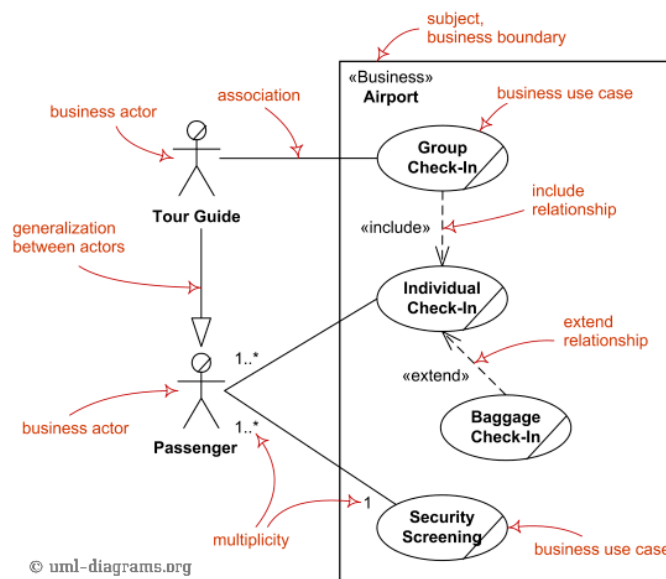 subject,
business boundary
«Business»
Airport
association
business use case
business actor
Group
Check-In
Tour Guide
include
relationship
«include»
generalization
between actors
Individual
Check-In
extend
relationship
1..*
«extend»
business actor
Passenger
1..*
Baggage
Check-In
1
multiplicity
Security
Screening
business use case
© uml-diagrams.org